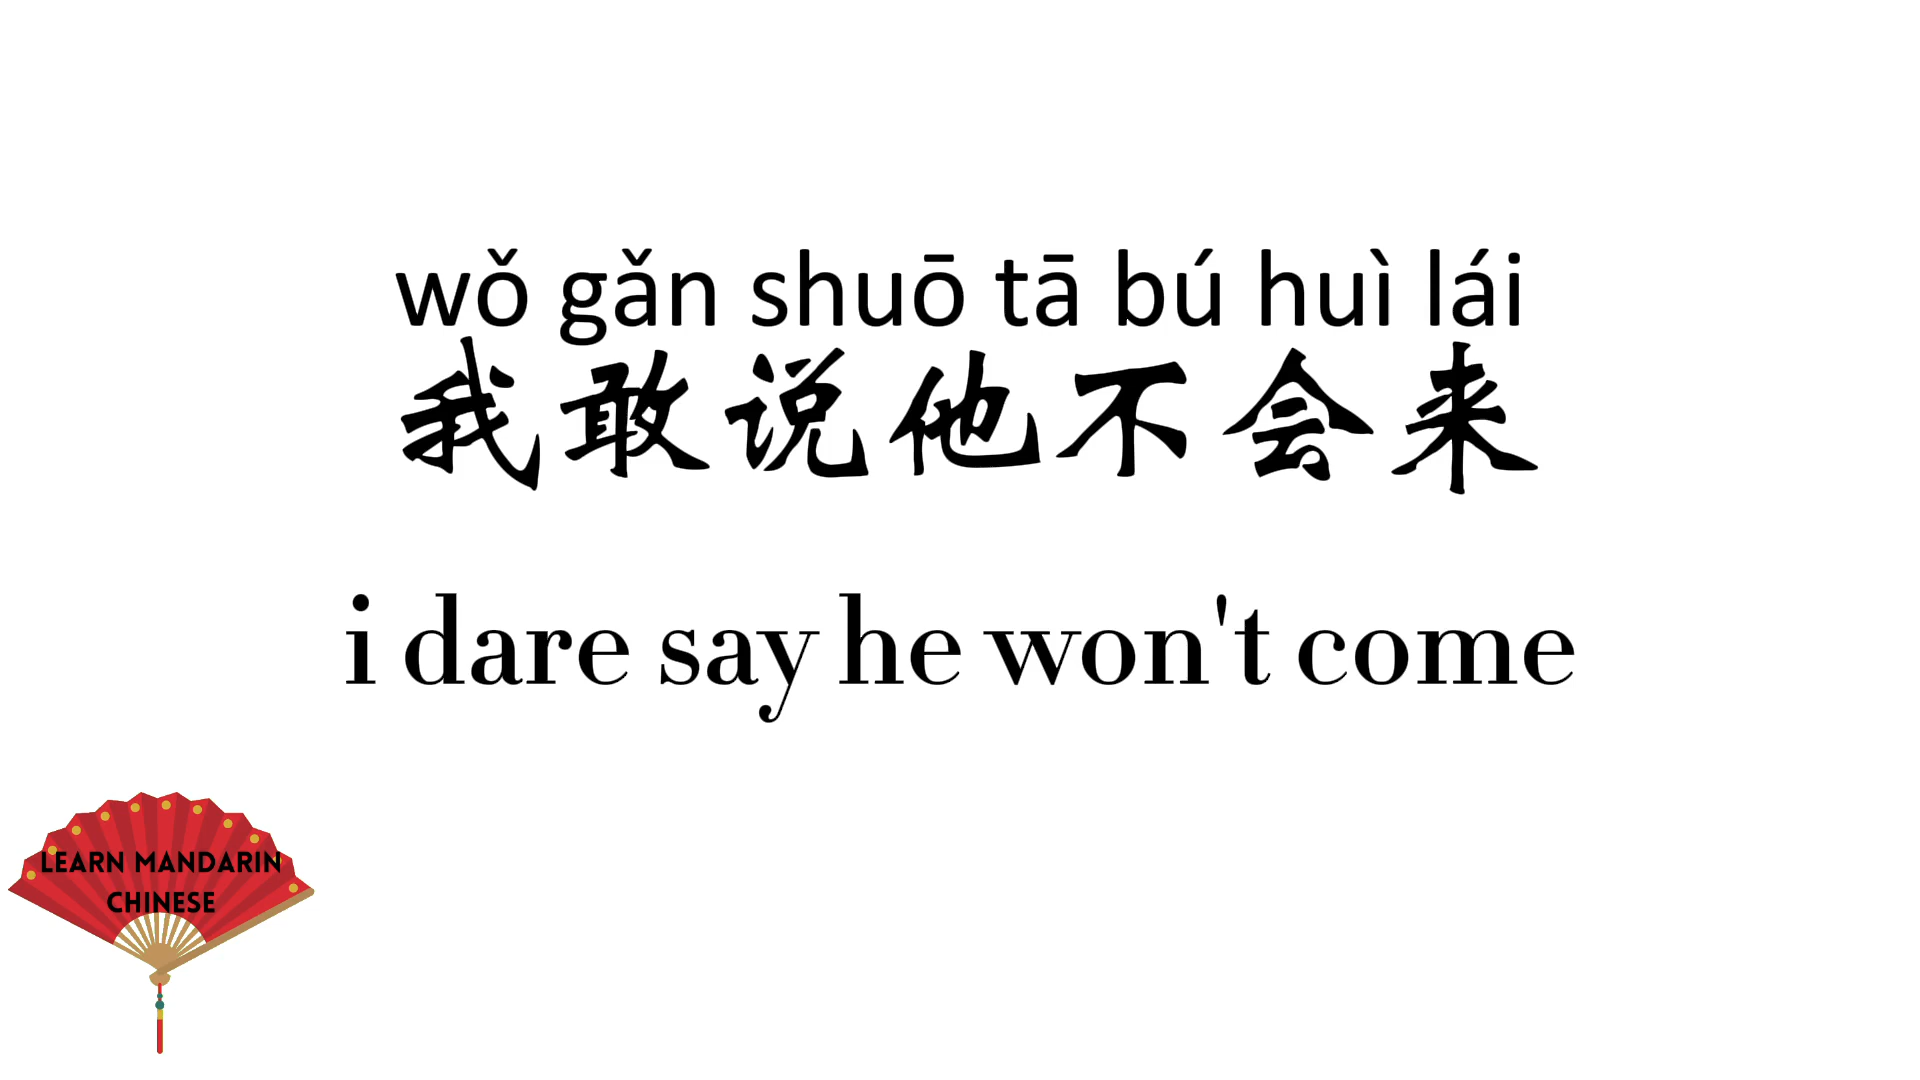 wǒ gǎn shuō tā bú huì lái
我敢说他不会来
i dare say he won't come
LEARN MANDARIN
CHINESE